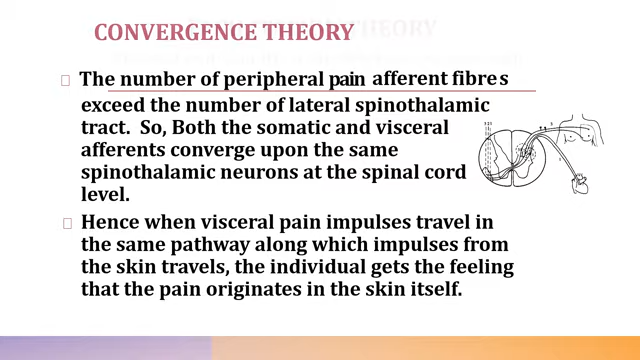 CONVERGENCE THEORY
The number of peripheral pain afferent fibres
exceed the number of lateral spinothalamic
tract. So, Both the somatic and visceral
afferents converge upon the same
spinothalamic neurons at the spinal cord
level.
Hence when visceral pain impulses travel in
the same pathway along which impulses from
the skin travels, the individual gets the feeling
that the pain originates in the skin itself.